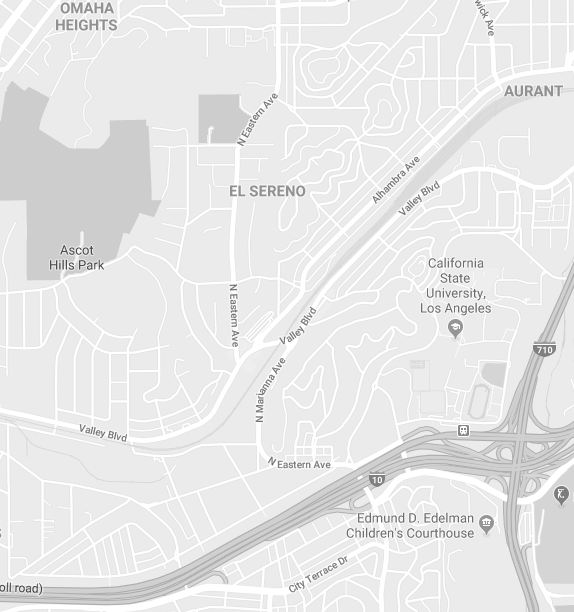 OMAHA
HEIGHTS
AURANT
N Eastern Ave
Alhambra Ave
EL SERENO
Valley Blvd
Ascot
Hills Park
California
State
University,
Los Angeles
N Eastern Ave
Valley Blvd
710
N Marianna Ave
Valley Blvd
N Eastern Ave
10
Edmund D. Edelman
Children's Courthouse
City Terrace Dr
oll road)